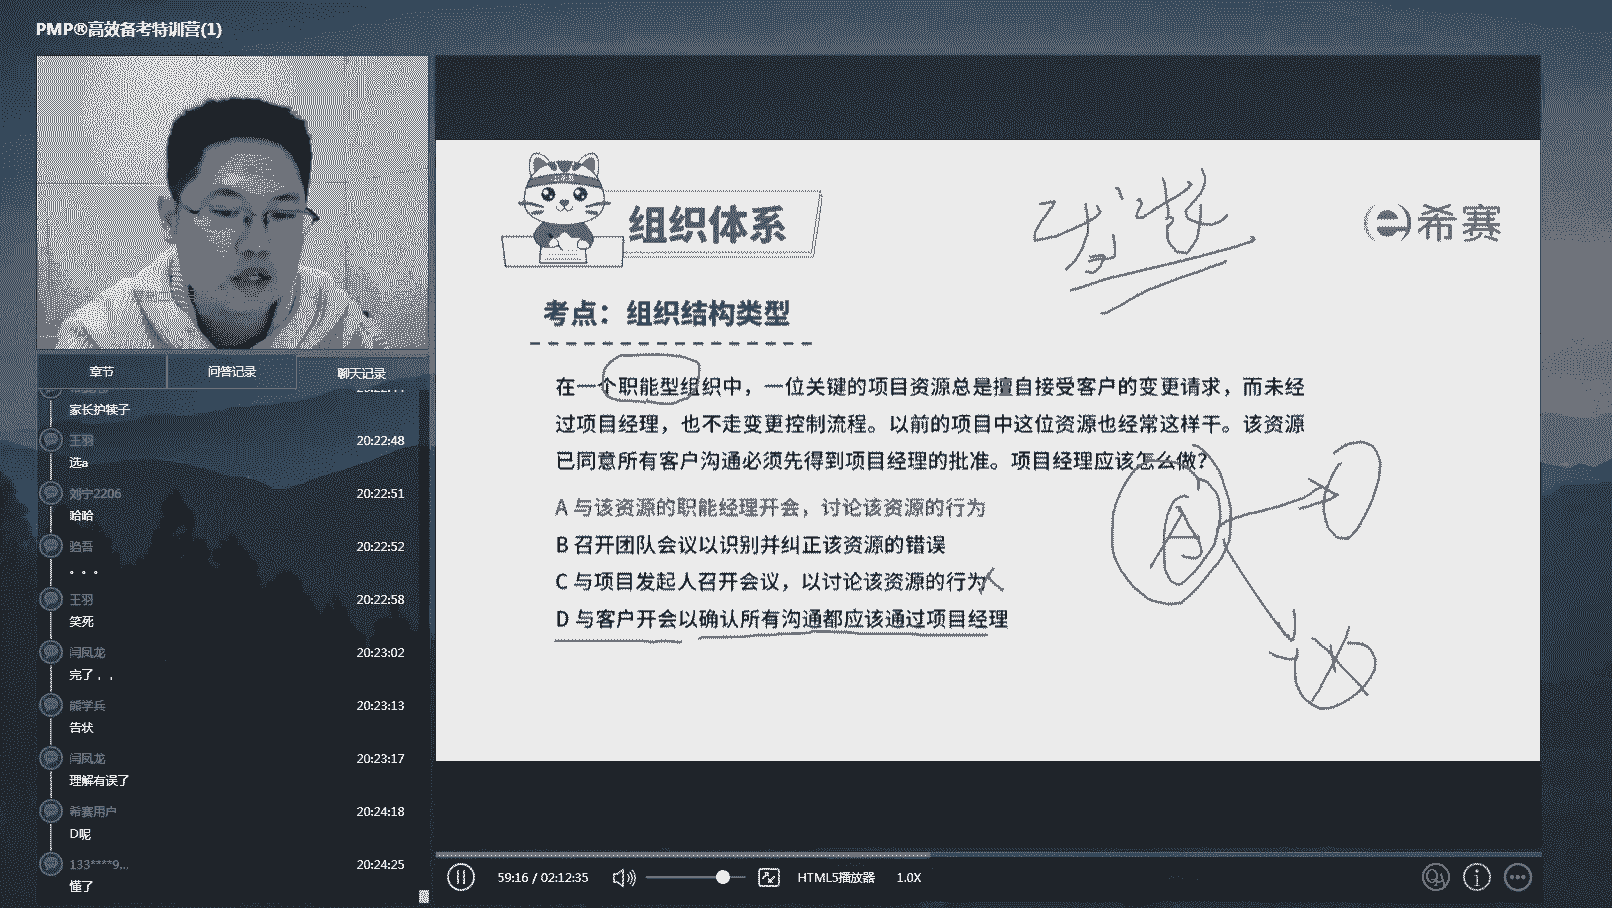 PMP®高效备考特训营(1)
章节
问答记录
聊天记录
家长护犊子
王羽
20:22:48
选a
刘宁2206
20:22:51
哈哈
20:22:52
。。。
王羽
20:22:58
笑死
闫凤龙
20:23:02
完了，，
熊学兵
20:23:13
告状
闫凤龙
20:23:17
理解有误了
希赛用户
20:24:18
D呢
133****9...
20:24:25
懂了
组织体系
希赛
考点：组织结构类型
在一个职能型组织中，一位关键的项目资源总是擅自接受客户的变更请求，而未经
过项目经理，也不走变更控制流程。以前的项目中这位资源也经常这样干。该资源
已同意所有客户沟通必须先得到项目经理的批准。项目经理应该怎么做？
A 与该资源的职能经理开会，讨论该资源的行为
B 召开团队会议以识别并纠正该资源的错误
C 与项目发起人召开会议，以讨论该资源的行为
D 与客户开会以确认所有沟通都应该通过项目经理
A
59:16 / 02:12:35
HTML5播放器
1.0X